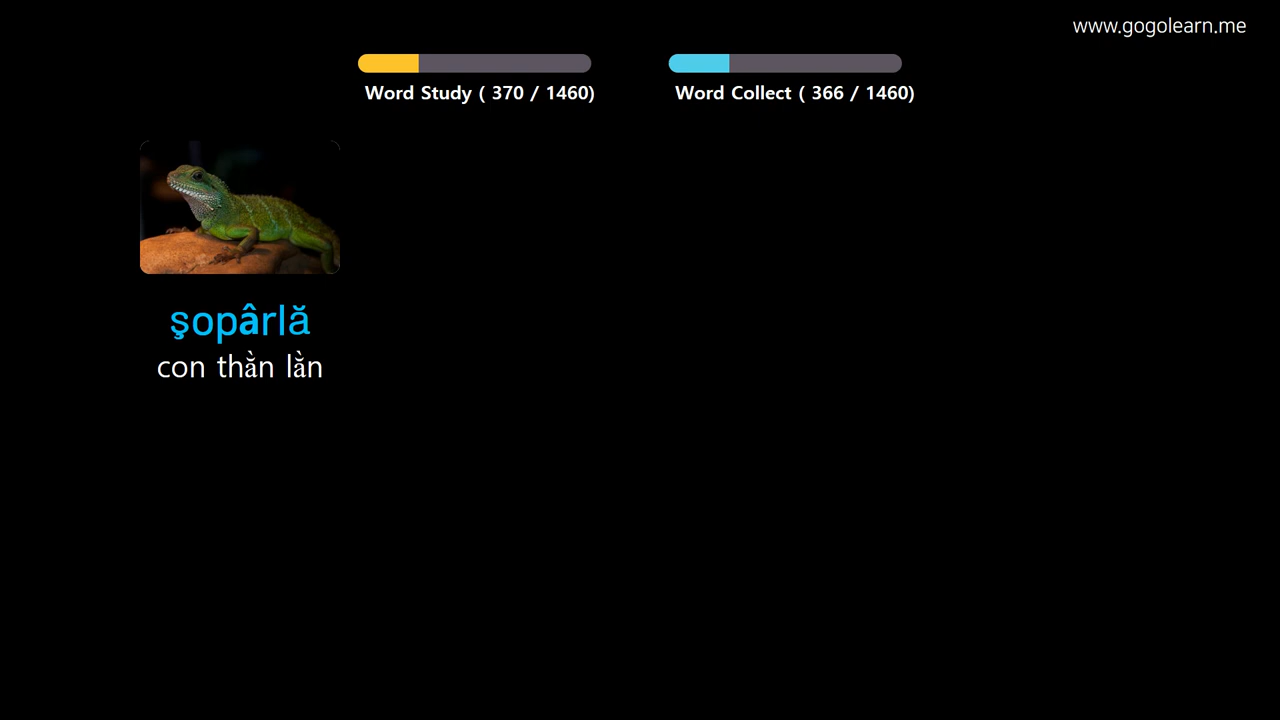 www.gogolearn.me
Word Study ( 370 / 1460)
Word Collect ( 366 / 1460)
şopârlă
con thằn lằn